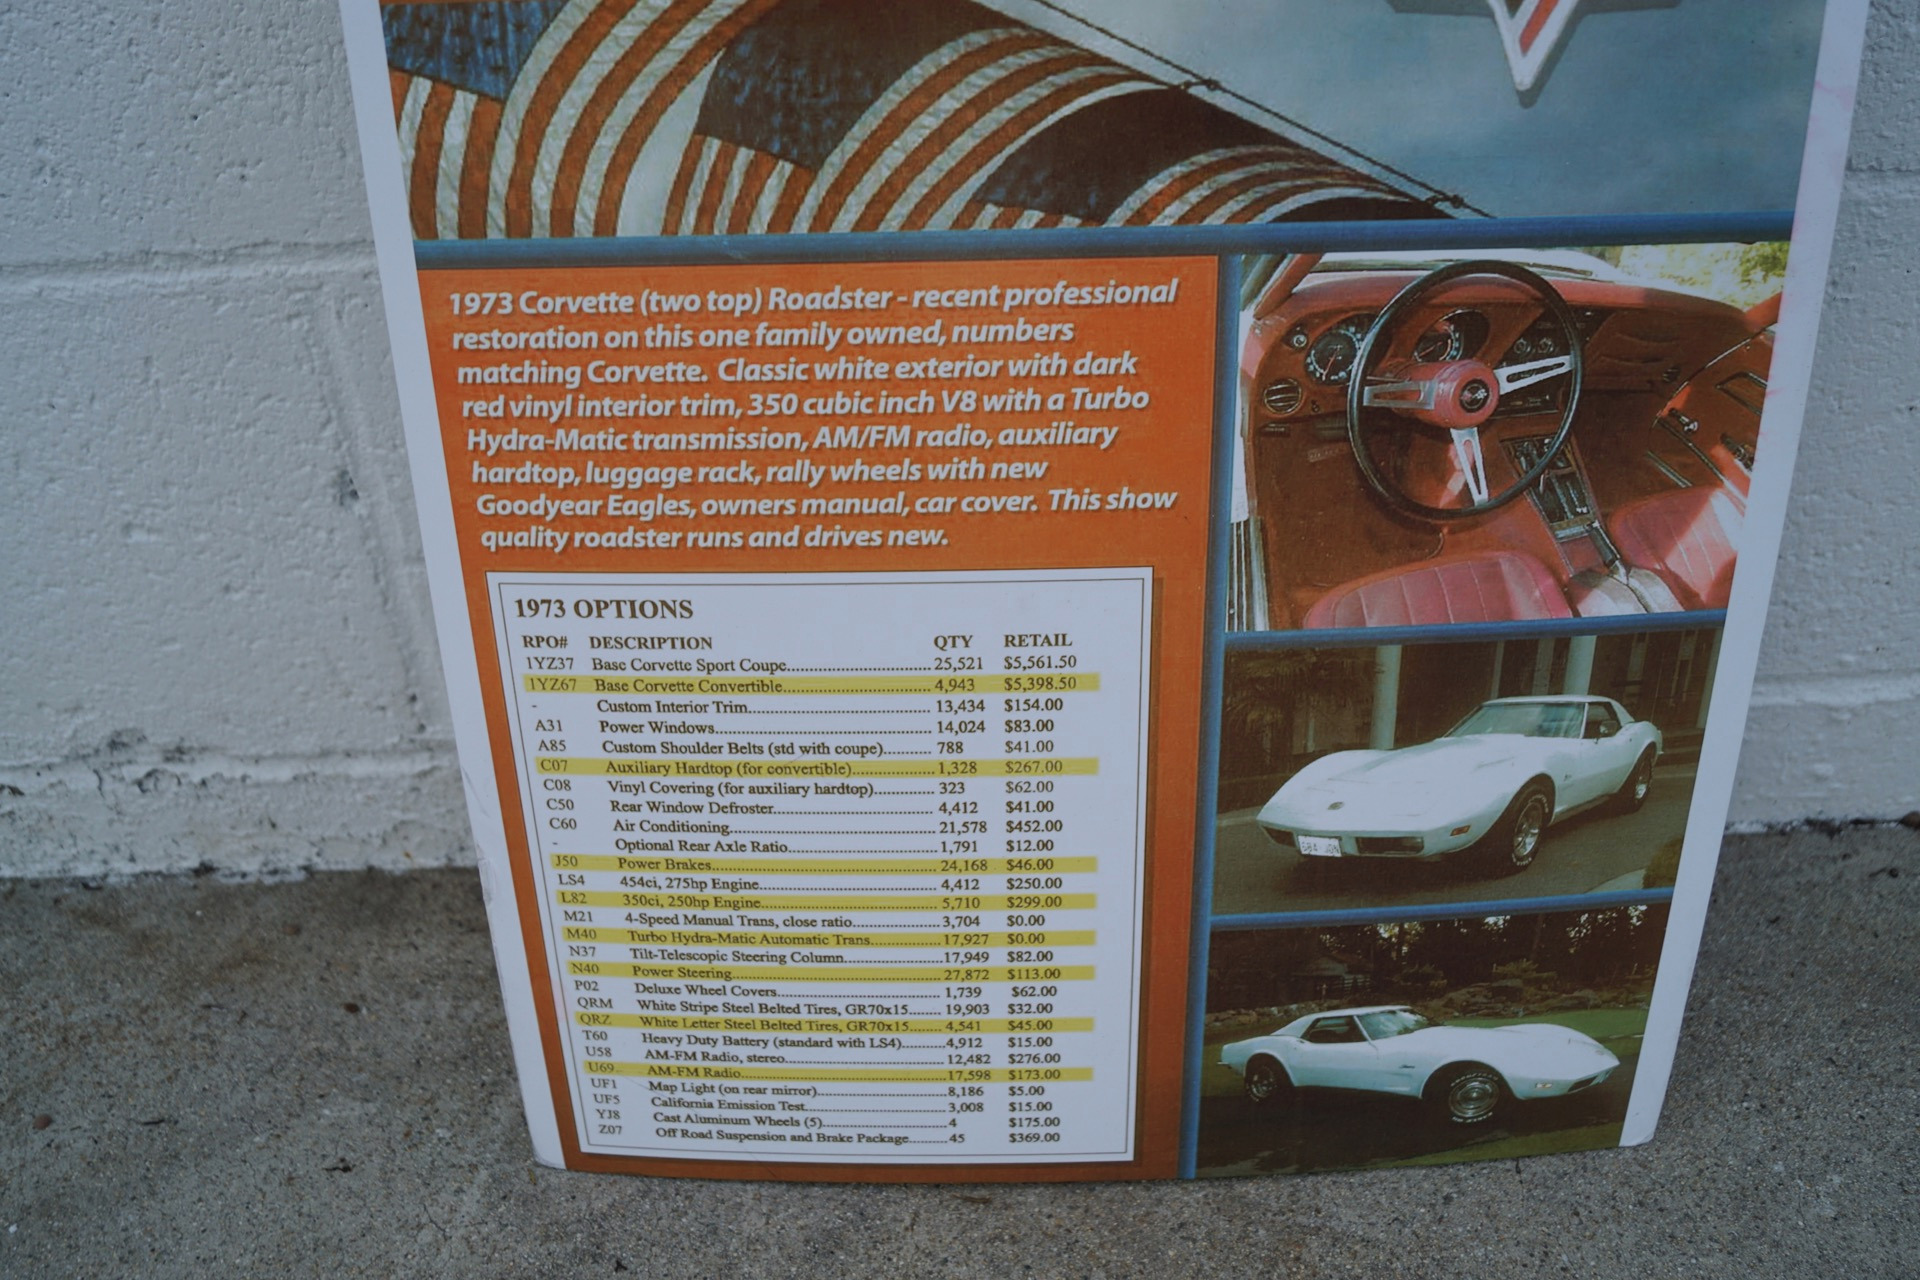 1973 Corvette (two top) Roadster - recent professional
restoration on this one family owned, numbers
matching Corvette. Classic white exterior with dark
red vinyl interior trim, 350 cubic inch V8 with a Turbo
Hydra-Matic transmission, AM/FM radio, auxiliary
hardtop, luggage rack, rally wheels with new
Goodyear Eagles, owners manual, car cover. This show
quality roadster runs and drives new.
1973 OPTIONS
RPO# DESCRIPTION QTY RETAIL
1YZ37 Base Corvette Sport Coupe 25,521 $5,561.50
1YZ67 Base Corvette Convertible 4,943 $5,398.50
- Custom Interior Trim 13,434 $154.00
A31 Power Windows 14,024 $83.00
A85 Custom Shoulder Belts (std with coupe) 788 $41.00
C07 Auxiliary Hardtop (for convertible) 1,328 $267.00
C08 Vinyl Covering (for auxiliary hardtop) 323 $62.00
C50 Rear Window Defroster 4,412 $41.00
C60 Air Conditioning 21,578 $452.00
- Optional Rear Axle Ratio 1,791 $12.00
J50 Power Brakes 24,168 $46.00
LS4 454ci, 275hp Engine 4,412 $250.00
L82 350ci, 250hp Engine 5,710 $299.00
M21 4-Speed Manual Trans, close ratio 3,704 $0.00
M40 Turbo Hydra-Matic Automatic Trans 17,927 $0.00
N37 Tilt-Telescopic Steering Column 17,949 $82.00
N40 Power Steering 27,872 $113.00
P02 Deluxe Wheel Covers 1,739 $62.00
QRM White Stripe Steel Belted Tires, GR70x15 19,903 $32.00
QRZ White Letter Steel Belted Tires, GR70x15 4,541 $45.00
T60 Heavy Duty Battery (standard with LS4) 4,912 $15.00
U58 AM-FM Radio, stereo 12,482 $276.00
U69 AM-FM Radio 17,598 $173.00
UF1 Map Light (on rear mirror) 8,186 $5.00
UF5 California Emission Test 3,008 $15.00
YJ8 Cast Aluminum Wheels (5) 4 $175.00
Z07 Off Road Suspension and Brake Package 45 $369.00